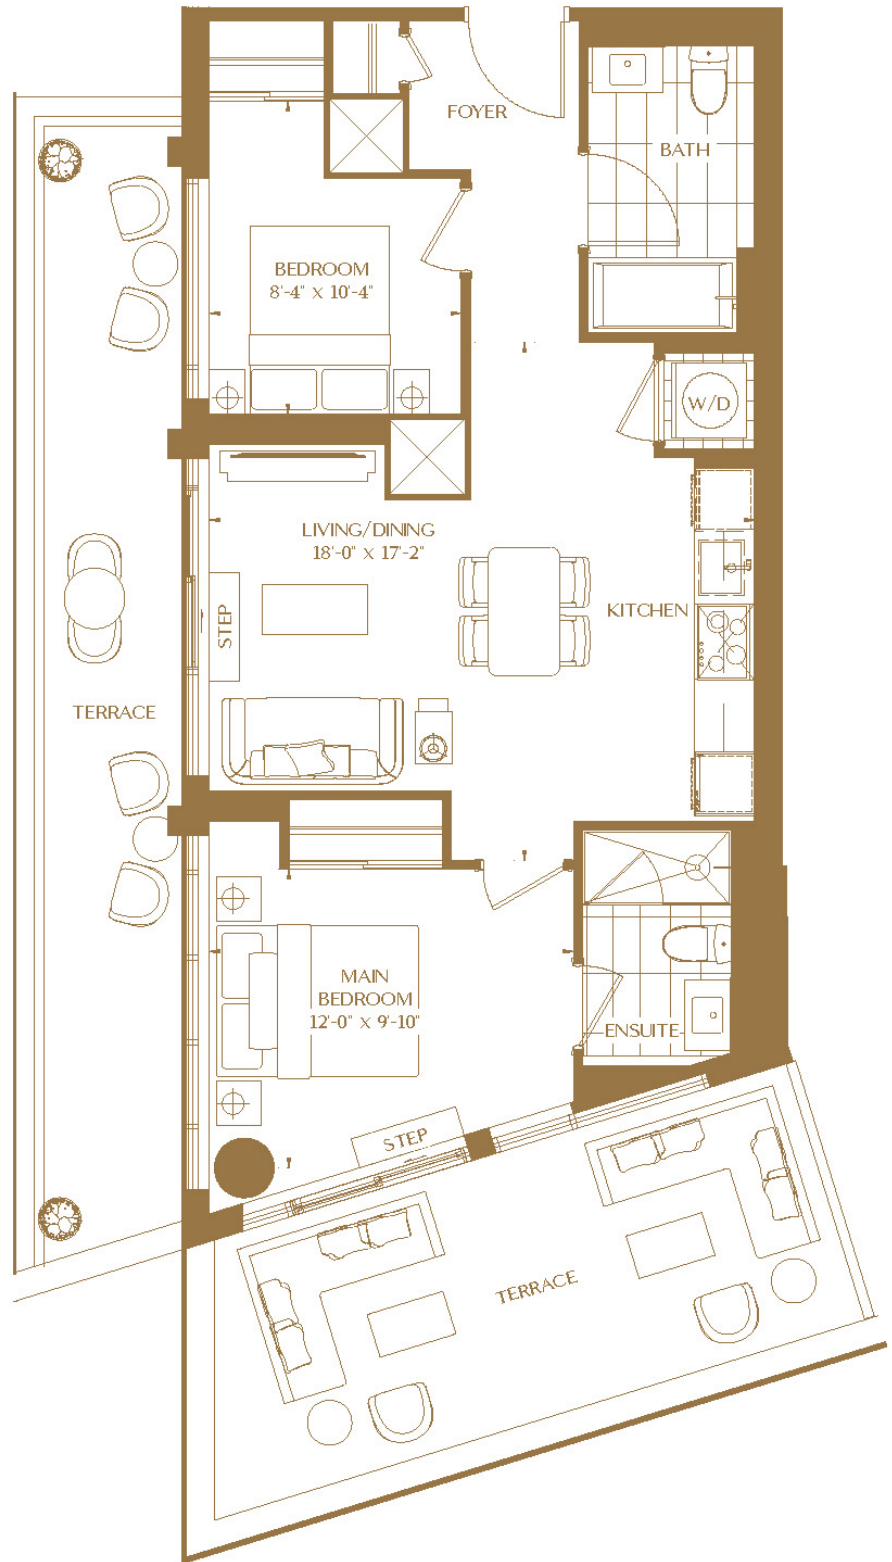 FOYER
BATH
BEDROOM
8'-4" X 10'-4"
W/D
LIVING/DINING
18'-0" X 17'-2"
STEP
KITCHEN
TERRACE
MAIN
BEDROOM
12'-0" X 9'-10"
ENSUITE
STEP
TERRACE